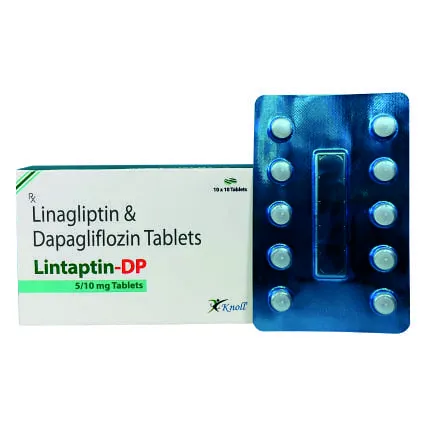 10 x 10 Tablets
Rx
Linagliptin &
Dapagliflozin Tablets
Lintaptin-DP
5/10 mg Tablets
Knoll